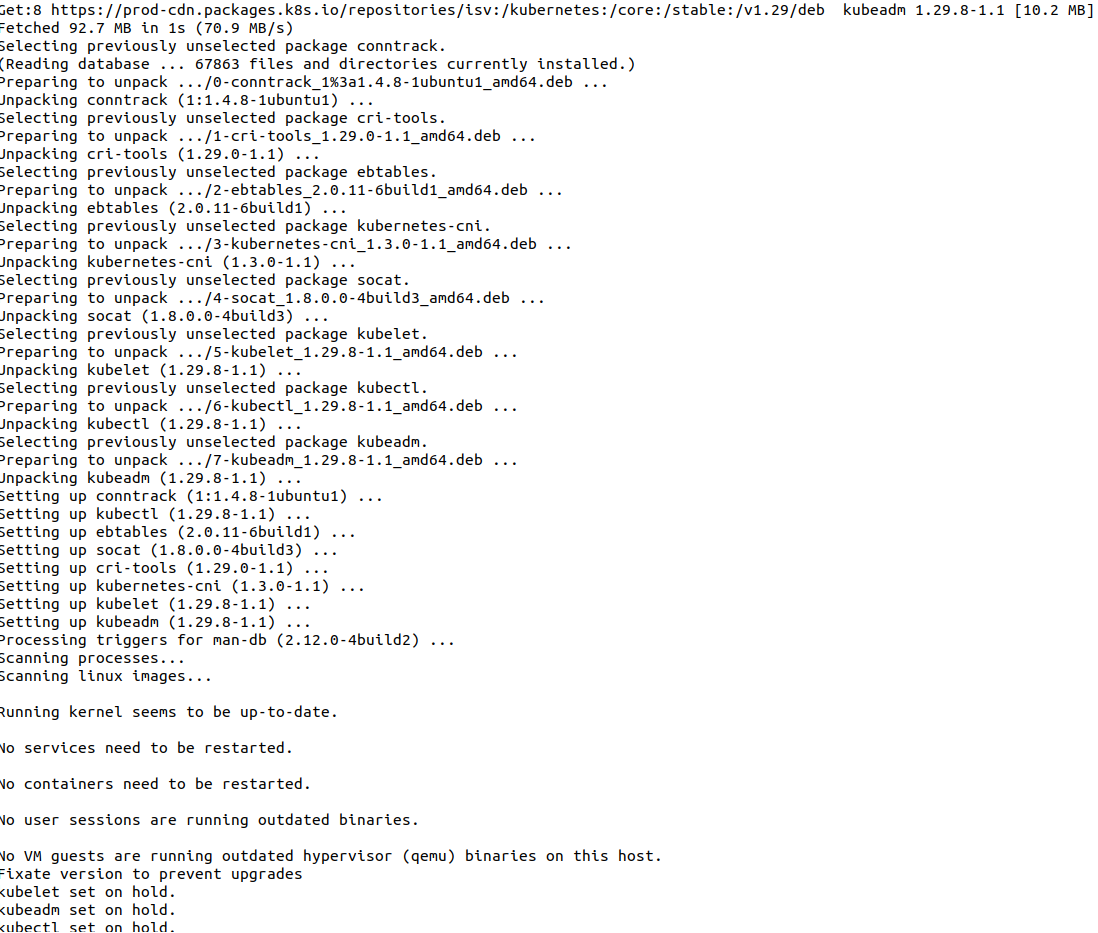 Get:8 https://prod-cdn.packages.k8s.io/repositories/isv:/kubernetes:/core:/stable:/v1.29/deb  kubeadm 1.29.8-1.1 [10.2 MB]
Fetched 92.7 MB in 1s (70.9 MB/s)
Selecting previously unselected package conntrack.
(Reading database ... 67863 files and directories currently installed.)
Preparing to unpack .../0-conntrack_1%3a1.4.8-1ubuntu1_amd64.deb ...
Unpacking conntrack (1:1.4.8-1ubuntu1) ...
Selecting previously unselected package cri-tools.
Preparing to unpack .../1-cri-tools_1.29.0-1.1_amd64.deb ...
Unpacking cri-tools (1.29.0-1.1) ...
Selecting previously unselected package ebtables.
Preparing to unpack .../2-ebtables_2.0.11-6build1_amd64.deb ...
Unpacking ebtables (2.0.11-6build1) ...
Selecting previously unselected package kubernetes-cni.
Preparing to unpack .../3-kubernetes-cni_1.3.0-1.1_amd64.deb ...
Unpacking kubernetes-cni (1.3.0-1.1) ...
Selecting previously unselected package socat.
Preparing to unpack .../4-socat_1.8.0.0-4build3_amd64.deb ...
Unpacking socat (1.8.0.0-4build3) ...
Selecting previously unselected package kubelet.
Preparing to unpack .../5-kubelet_1.29.8-1.1_amd64.deb ...
Unpacking kubelet (1.29.8-1.1) ...
Selecting previously unselected package kubectl.
Preparing to unpack .../6-kubectl_1.29.8-1.1_amd64.deb ...
Unpacking kubectl (1.29.8-1.1) ...
Selecting previously unselected package kubeadm.
Preparing to unpack .../7-kubeadm_1.29.8-1.1_amd64.deb ...
Unpacking kubeadm (1.29.8-1.1) ...
Setting up conntrack (1:1.4.8-1ubuntu1) ...
Setting up kubectl (1.29.8-1.1) ...
Setting up ebtables (2.0.11-6build1) ...
Setting up socat (1.8.0.0-4build3) ...
Setting up cri-tools (1.29.0-1.1) ...
Setting up kubernetes-cni (1.3.0-1.1) ...
Setting up kubelet (1.29.8-1.1) ...
Setting up kubeadm (1.29.8-1.1) ...
Processing triggers for man-db (2.12.0-4build2) ...
Scanning processes...
Scanning linux images...
Running kernel seems to be up-to-date.
No services need to be restarted.
No containers need to be restarted.
No user sessions are running outdated binaries.
No VM guests are running outdated hypervisor (qemu) binaries on this host.
Fixate version to prevent upgrades
kubelet set on hold.
kubeadm set on hold.
kubectl set on hold.